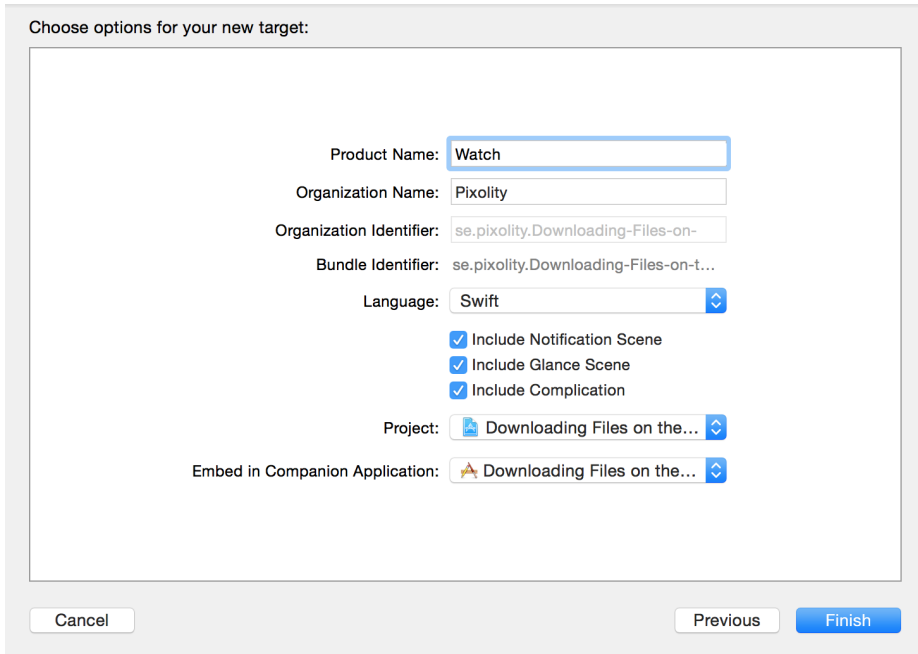 Choose options for your new target:
Product Name: Watch
Organization Name: Pixolity
Organization Identifier: se.pixolity.Downloading-Files-on-
Bundle Identifier: se.pixolity.Downloading-Files-on-t...
Language: Swift
Include Notification Scene
Include Glance Scene
Include Complication
Project: Downloading Files on the...
Embed in Companion Application: Downloading Files on the...
Cancel Previous Finish